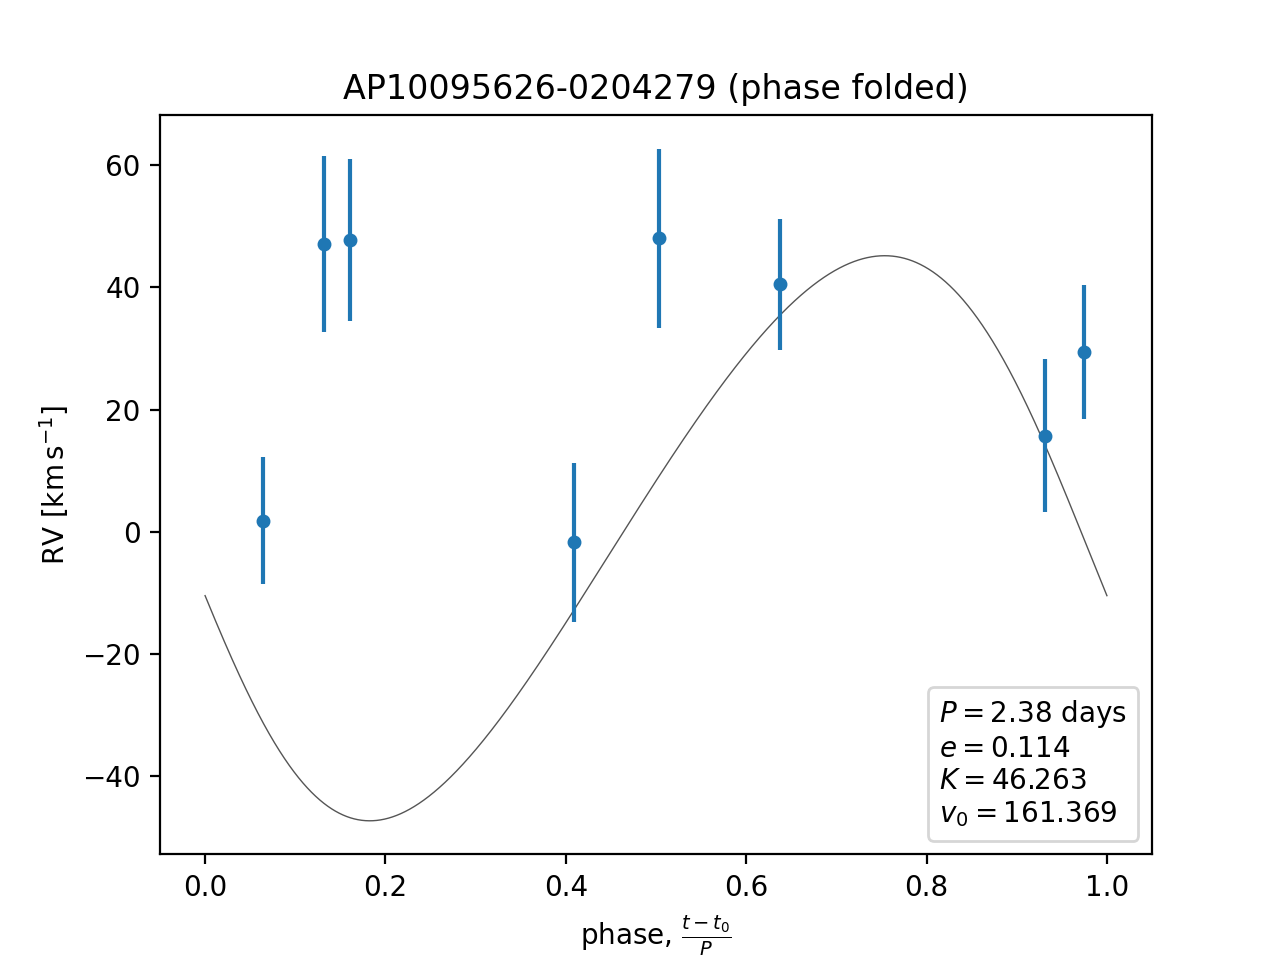 AP10095626-0204279 (phase folded)
60
40
20
0
−20
−40
RV [km s⁻¹]
P = 2.38 days
e = 0.114
K = 46.263
v₀ = 161.369
0.0 0.2 0.4 0.6 0.8 1.0
phase, (t − t₀)/P